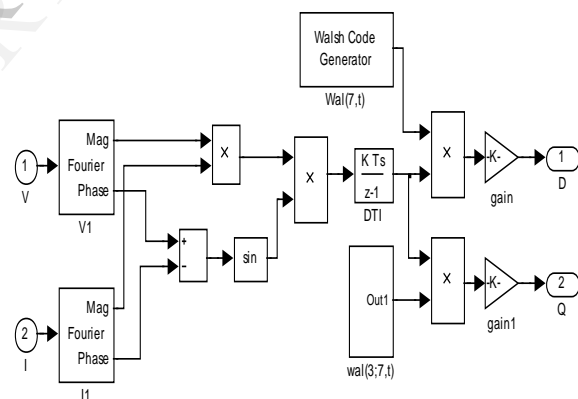 Walsh Code
Generator
Wal(7,t)
Mag
Fourier
Phase
V1
1
V
X
X
K Ts
z-1
DTI
X
-K-
gain
1
D
+
-
sin
Mag
Fourier
Phase
I1
2
I
Out1
wal(3;7,t)
X
-K-
gain1
2
Q